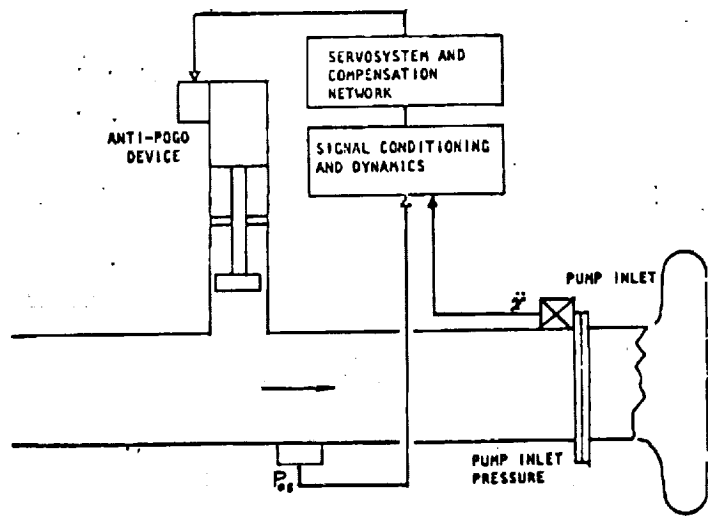 SERVOSYSTEM AND
COMPENSATION
NETWORK
ANTI-POGO
DEVICE
SIGNAL CONDITIONING
AND DYNAMICS
PUMP INLET
ẍ
PUMP INLET
PRESSURE